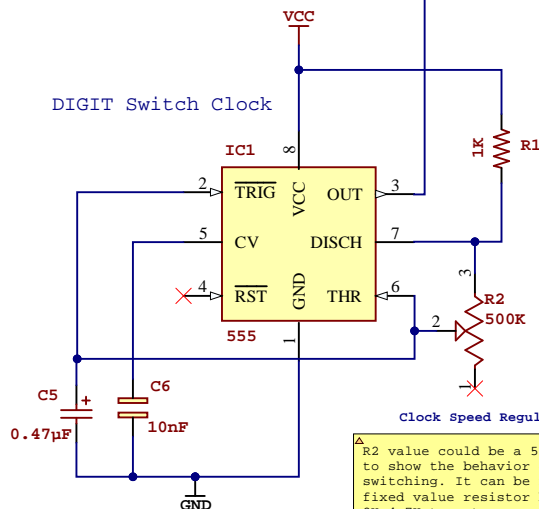 VCC
DIGIT Switch Clock
IC1
8
1K
R1
2
TRIG
VCC
OUT
3
5
CV
DISCH
7
4
RST
GND
THR
6
3
R2
500K
2
1
555
1
C5
+
0.47µF
C6
10nF
GND
Clock Speed Regul
R2 value could be a 5
to show the behavior
switching. It can be
fixed value resistor